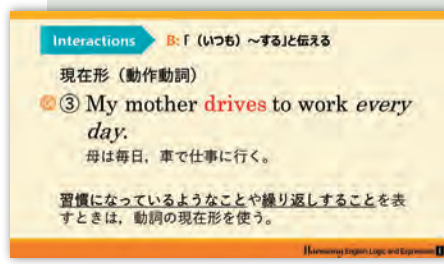 Interactions B:「（いつも）〜する」と伝える
現在形（動作動詞）
③ My mother drives to work every
day.
母は毎日，車で仕事に行く。
習慣になっているようなことや繰り返しすることを表
すときは，動詞の現在形を使う。
Harmony English Logic and Expression I